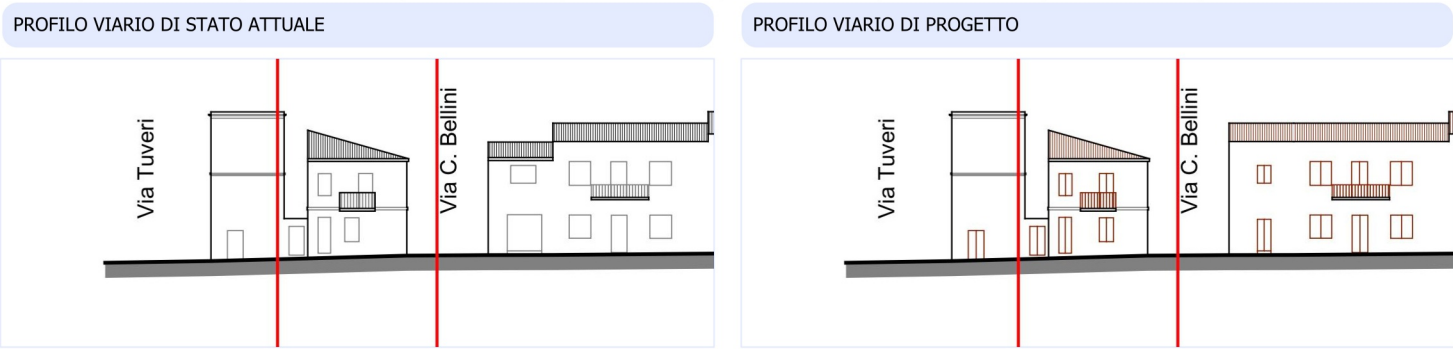 PROFILO VIARIO DI STATO ATTUALE
Via Tuveri
Via C. Bellini
PROFILO VIARIO DI PROGETTO
Via Tuveri
Via C. Bellini